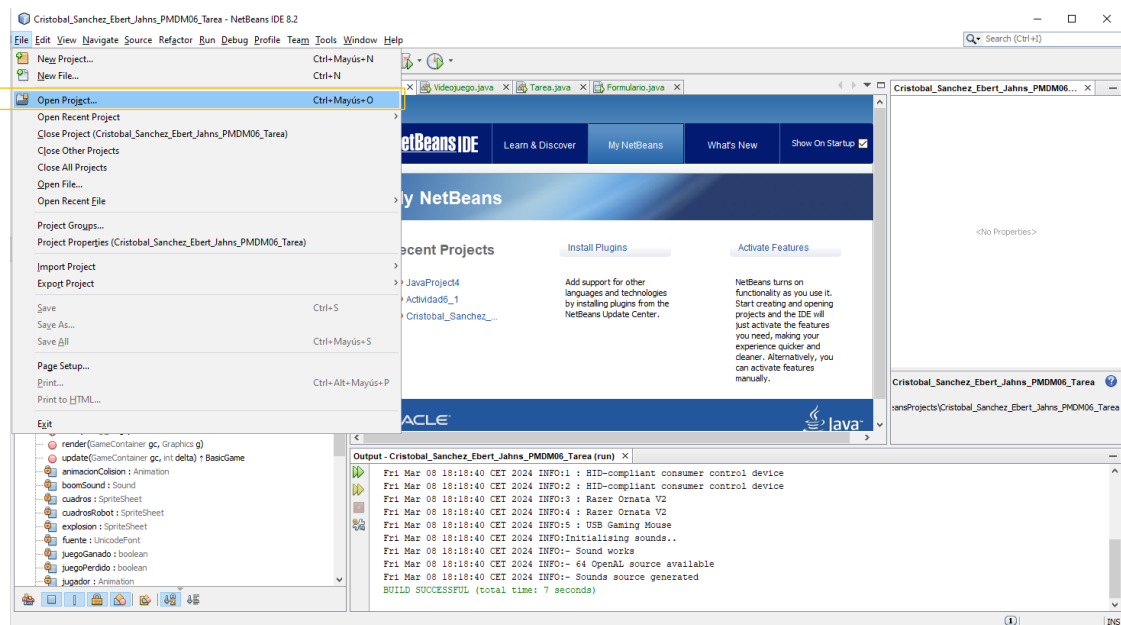 Cristobal_Sanchez_Ebert_Jahns_PMDM06_Tarea - NetBeans IDE 8.2
File Edit View Navigate Source Refactor Run Debug Profile Team Tools Window Help
Search (Ctrl+I)
New Project... Ctrl+Mayús+N
New File... Ctrl+N
Open Project... Ctrl+Mayús+O
Open Recent Project
Close Project (Cristobal_Sanchez_Ebert_Jahns_PMDM06_Tarea)
Close Other Projects
Close All Projects
Open File...
Open Recent File
Project Groups...
Project Properties (Cristobal_Sanchez_Ebert_Jahns_PMDM06_Tarea)
Import Project
Export Project
Save Ctrl+S
Save As...
Save All Ctrl+Mayús+S
Page Setup...
Print... Ctrl+Alt+Mayús+P
Print to HTML...
Exit
Videojuego.java Tarea.java Formulario.java
etBeans IDE Learn & Discover My NetBeans What's New Show On Startup
y NetBeans
ecent Projects
JavaProject4
Actividad6_1
Cristobal_Sanchez_...
Install Plugins
Add support for other
languages and technologies
by installing plugins from the
NetBeans Update Center.
Activate Features
NetBeans turns on
functionality as you use it.
Start creating and opening
projects and the IDE will
just activate the features
you need, making your
experience quicker and
cleaner. Alternatively, you
can activate features
manually.
ACLE
Java
Cristobal_Sanchez_Ebert_Jahns_PMDM06...
<No Properties>
Cristobal_Sanchez_Ebert_Jahns_PMDM06_Tarea
eansProjects\Cristobal_Sanchez_Ebert_Jahns_PMDM06_Tarea
render(GameContainer gc, Graphics g)
update(GameContainer gc, int delta) ↑ BasicGame
animacionColision : Animation
boomSound : Sound
cuadros : SpriteSheet
cuadrosRobot : SpriteSheet
explosion : SpriteSheet
fuente : UnicodeFont
juegoGanado : boolean
juegoPerdido : boolean
jugador : Animation
Output - Cristobal_Sanchez_Ebert_Jahns_PMDM06_Tarea (run)
Fri Mar 08 18:18:40 CET 2024 INFO:1 : HID-compliant consumer control device
Fri Mar 08 18:18:40 CET 2024 INFO:2 : HID-compliant consumer control device
Fri Mar 08 18:18:40 CET 2024 INFO:3 : Razer Ornata V2
Fri Mar 08 18:18:40 CET 2024 INFO:4 : Razer Ornata V2
Fri Mar 08 18:18:40 CET 2024 INFO:5 : USB Gaming Mouse
Fri Mar 08 18:18:40 CET 2024 INFO:Initialising sounds..
Fri Mar 08 18:18:40 CET 2024 INFO:- Sound works
Fri Mar 08 18:18:40 CET 2024 INFO:- 64 OpenAL source available
Fri Mar 08 18:18:40 CET 2024 INFO:- Sounds source generated
BUILD SUCCESSFUL (total time: 7 seconds)
1 INS